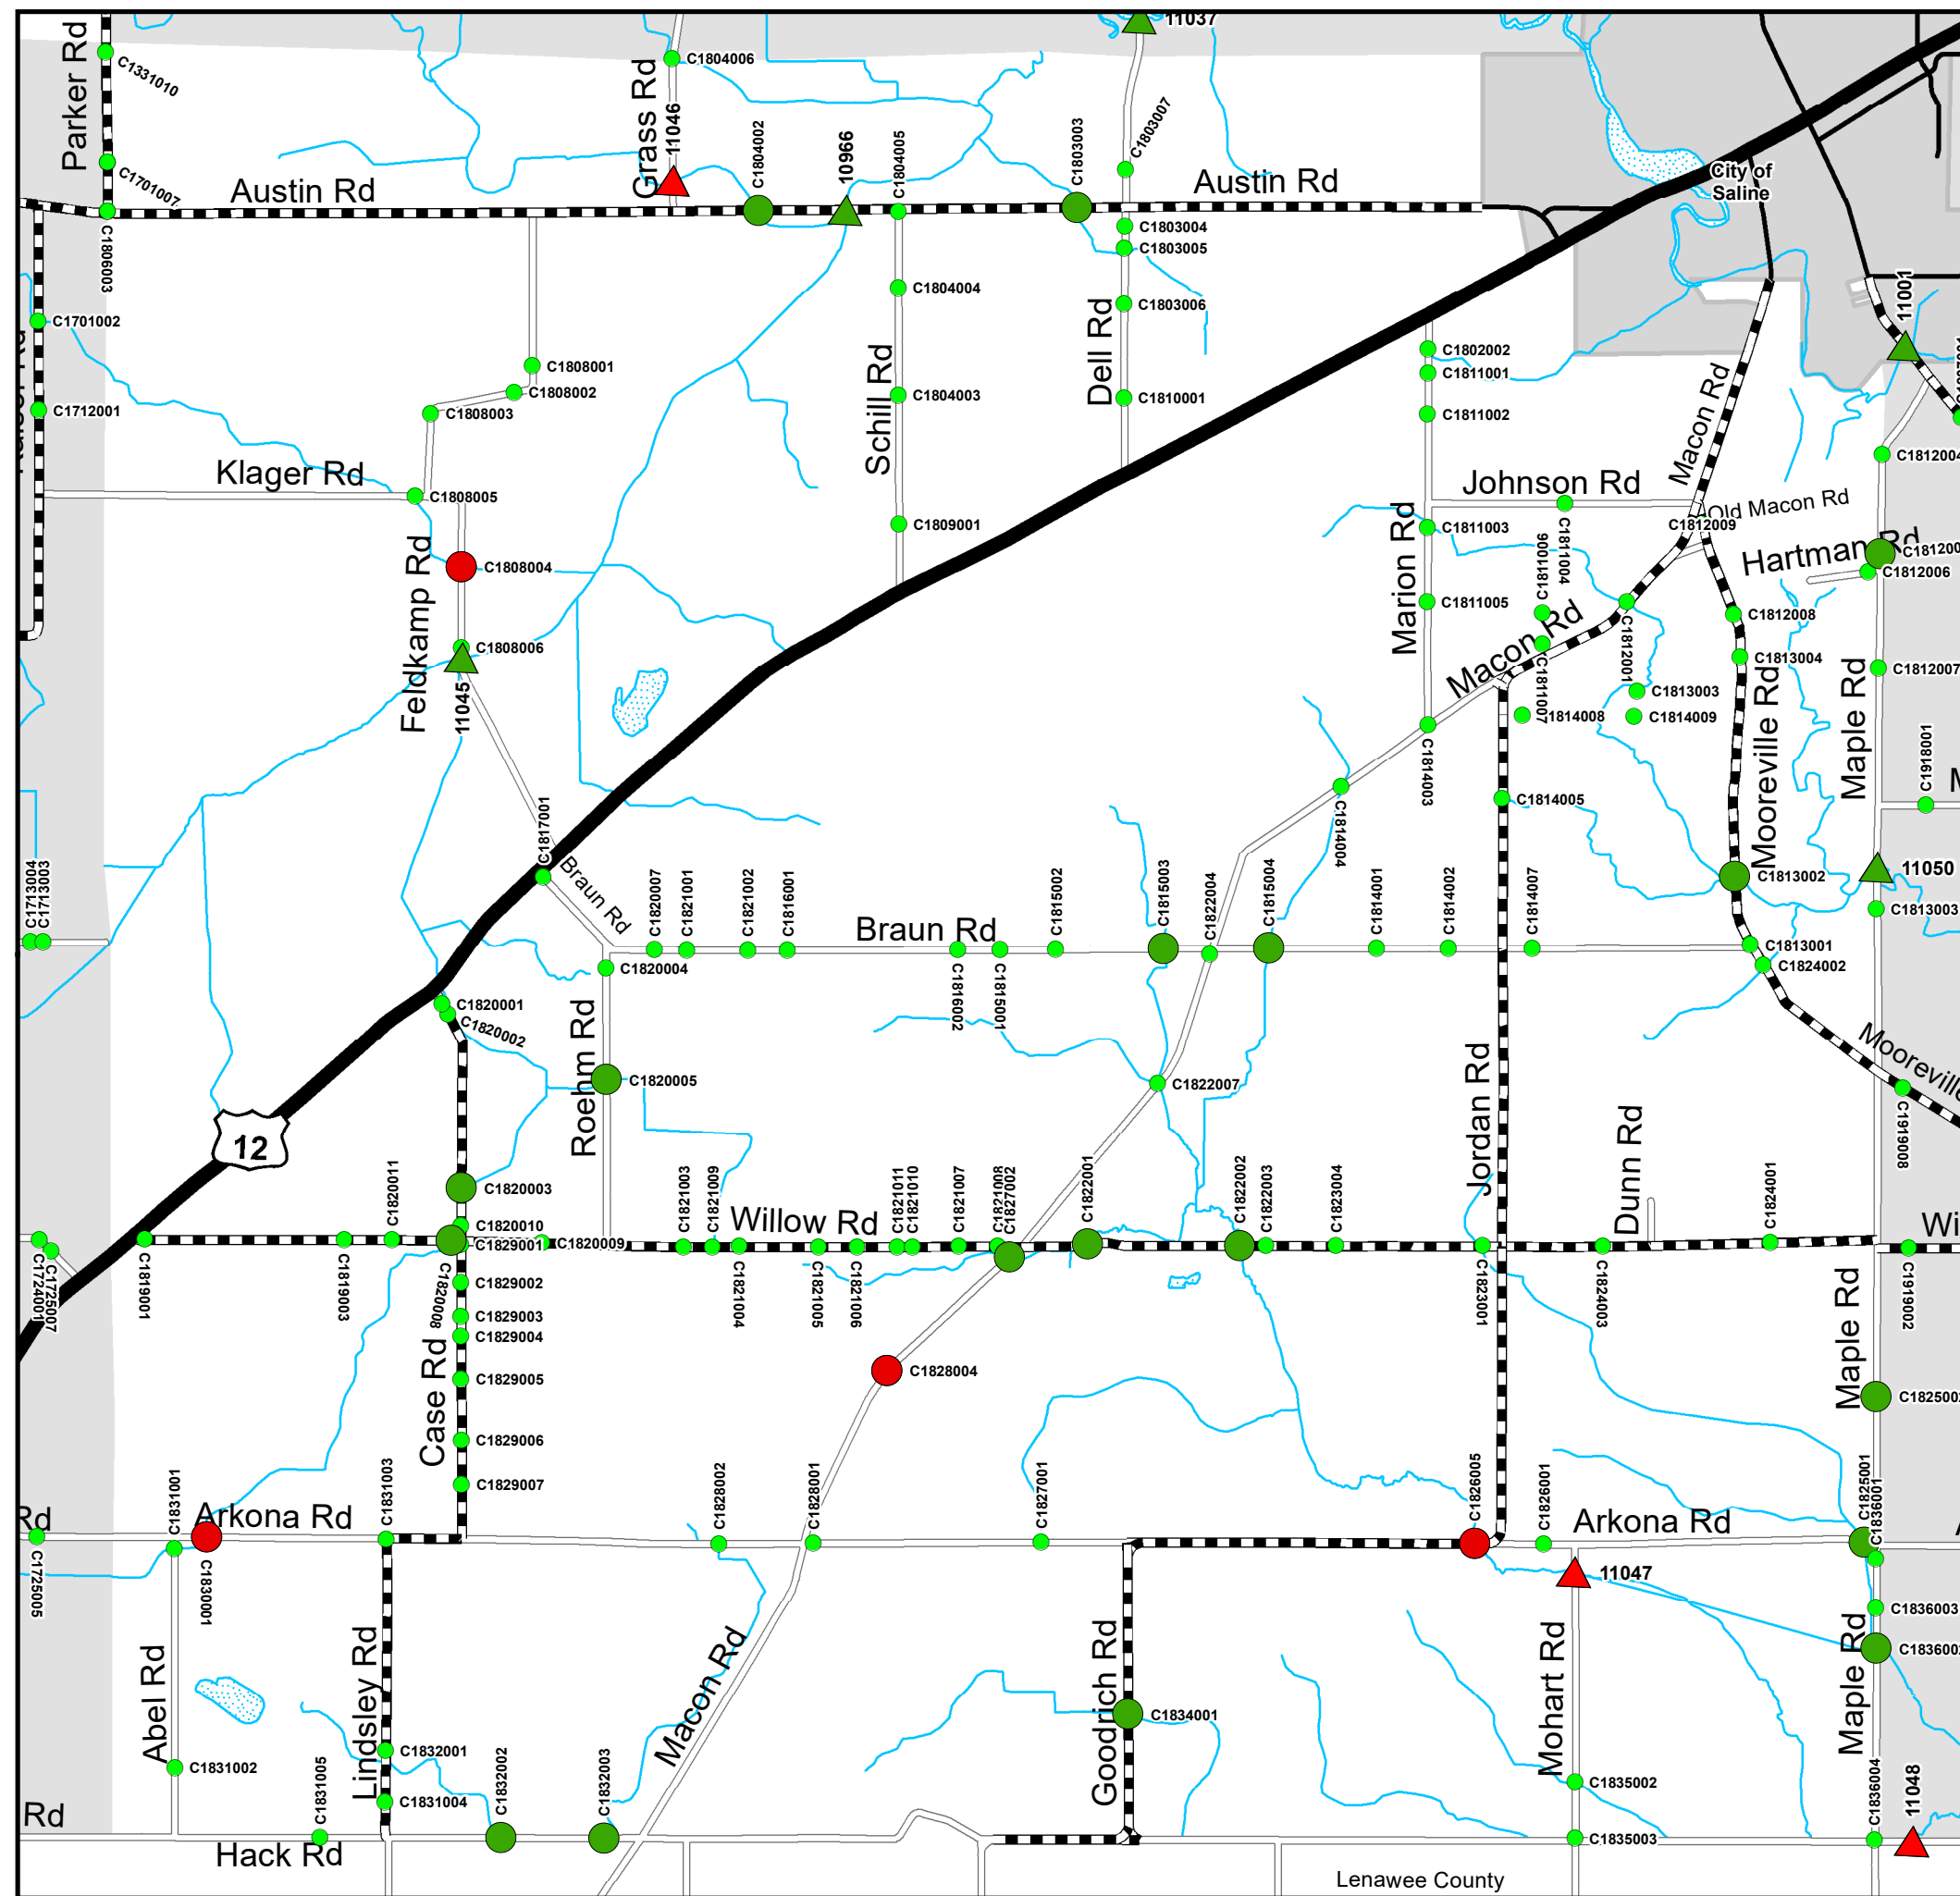 11037
Parker Rd
C1331010
Grass Rd
C1804006
11046
C1804002
10966
C1804005
C1803003
C1803007
C1701007
Austin Rd
Austin Rd
City of
Saline
C1806003
C1803004
C1803005
C1701002
C1804004
C1803006
11001
C1808001
C1808002
C1808003
C1712001
Schill Rd
C1804003
Dell Rd
C1810001
C1802002
C1811001
C1811002
Macon Rd
C1812004
Klager Rd
C1808005
Johnson Rd
Old Macon Rd
C1809001
Marion Rd
C1811003
C1811004
C1812009
Hartman Rd
C1812006
Feldkamp Rd
C1808004
C1811006
C1811005
C1812001
C1812008
C1808006
11045
Macon Rd
C1811007
C1813004
C1812007
C1813003
C1814008
C1814009
Mooreville Rd
Maple Rd
C1918001
C1814003
C1814005
C1817001
C1814004
C1813002
11050
C1713004
C1713003
Braun Rd
C1820007
C1821001
C1821002
C1816001
Braun Rd
C1815002
C1815003
C1822004
C1815004
C1814001
C1814002
C1814007
C1813003
C1813001
C1824002
C1820004
C1816002
C1815001
C1820001
C1820002
Roehm Rd
C1820005
C1822007
Jordan Rd
Mooreville
C1919008
12
Dunn Rd
C1820011
C1820003
C1820010
C1829001
C1820009
C1821003
C1821009
Willow Rd
C1821011
C1821010
C1821007
C1821008
C1827002
C1822001
C1822002
C1822003
C1823004
C1824001
Wi
C1724001
C1725007
C1819001
C1819003
C1820008
C1829002
C1829003
C1829004
C1821004
C1821005
C1821006
C1823001
C1824003
C1919002
Maple Rd
Case Rd
C1829005
C1828004
C1829006
C1829007
C1831001
C1831003
C1828002
C1828001
C1827001
C1826005
C1826001
C1825001
C1836001
Rd
Arkona Rd
Arkona Rd
C1725005
C1830001
11047
C1836003
Abel Rd
Lindsley Rd
Macon Rd
Goodrich Rd
C1834001
Mohart Rd
Maple Rd
C1831002
C1832001
C1831004
C1831005
C1832002
C1832003
C1835002
C1836004
11048
Rd
Hack Rd
C1835003
Lenawee County